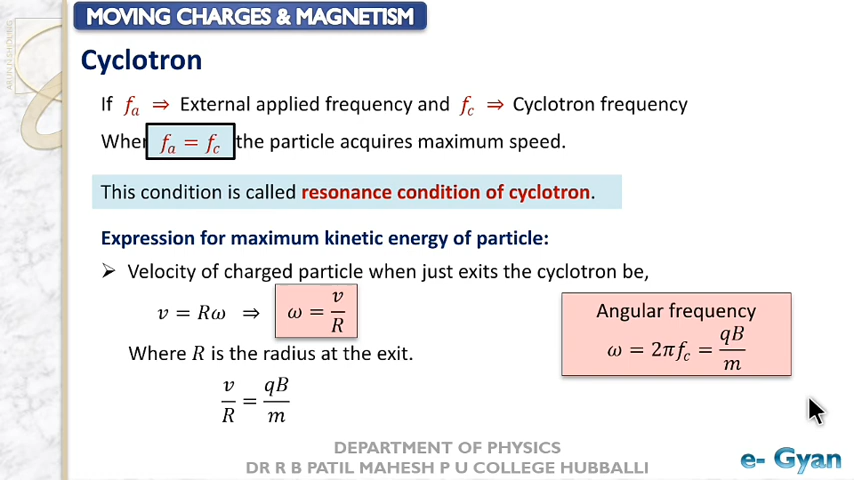 MOVING CHARGES & MAGNETISM
Cyclotron
If fₐ ⇒ External applied frequency and f_c ⇒ Cyclotron frequency
When fₐ = f_c the particle acquires maximum speed.
This condition is called resonance condition of cyclotron.
Expression for maximum kinetic energy of particle:
➢ Velocity of charged particle when just exits the cyclotron be,
v = Rω ⇒ ω = v/R
Where R is the radius at the exit.
v/R = qB/m
Angular frequency
ω = 2πf_c = qB/m
DEPARTMENT OF PHYSICS
DR R B PATIL MAHESH P U COLLEGE HUBBALLI
e- Gyan